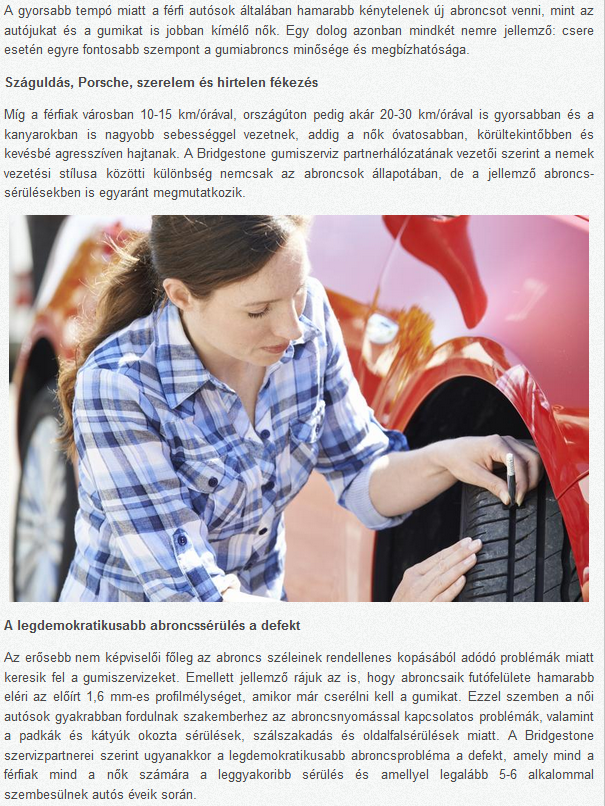 A gyorsabb tempó miatt a férfi autósok általában hamarabb kénytelenek új abroncsot venni, mint az
autójukat és a gumikat is jobban kímélő nők. Egy dolog azonban mindkét nemre jellemző: csere
esetén egyre fontosabb szempont a gumiabroncs minősége és megbízhatósága.
Száguldás, Porsche, szerelem és hirtelen fékezés
Míg a férfiak városban 10-15 km/órával, országúton pedig akár 20-30 km/órával is gyorsabban és a
kanyarokban is nagyobb sebességgel vezetnek, addig a nők óvatosabban, körültekintőbben és
kevésbé agresszíven hajtanak. A Bridgestone gumiszerviz partnerhálózatának vezetői szerint a nemek
vezetési stílusa közötti különbség nemcsak az abroncsok állapotában, de a jellemző abroncs-
sérülésekben is egyaránt megmutatkozik.
A legdemokratikusabb abroncssérülés a defekt
Az erősebb nem képviselői főleg az abroncs széleinek rendellenes kopásából adódó problémák miatt
keresik fel a gumiszervizeket. Emellett jellemző rájuk az is, hogy abroncsaik futófelülete hamarabb
eléri az előírt 1,6 mm-es profilmélységet, amikor már cserélni kell a gumikat. Ezzel szemben a női
autósok gyakrabban fordulnak szakemberhez az abroncsnyomással kapcsolatos problémák, valamint
a padkák és kátyúk okozta sérülések, szálszakadás és oldalfalsérülések miatt. A Bridgestone
szervizpartnerei szerint ugyanakkor a legdemokratikusabb abroncsprobléma a defekt, amely mind a
férfiak mind a nők számára a leggyakoribb sérülés és amellyel legalább 5-6 alkalommal
szembesülnek autós éveik során.